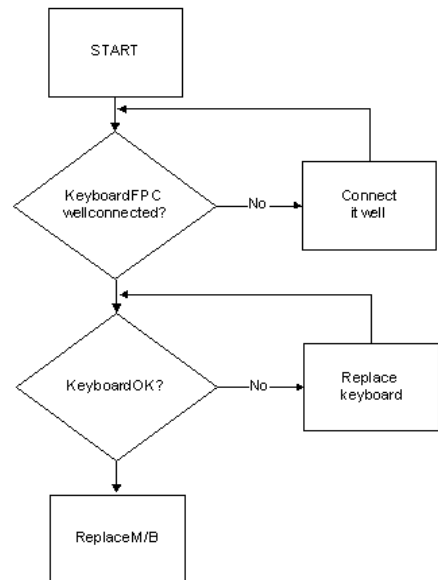 START
KeyboardFPC
wellconnected?
No
Connect
it well
KeyboardOK?
No
Replace
keyboard
ReplaceM/B